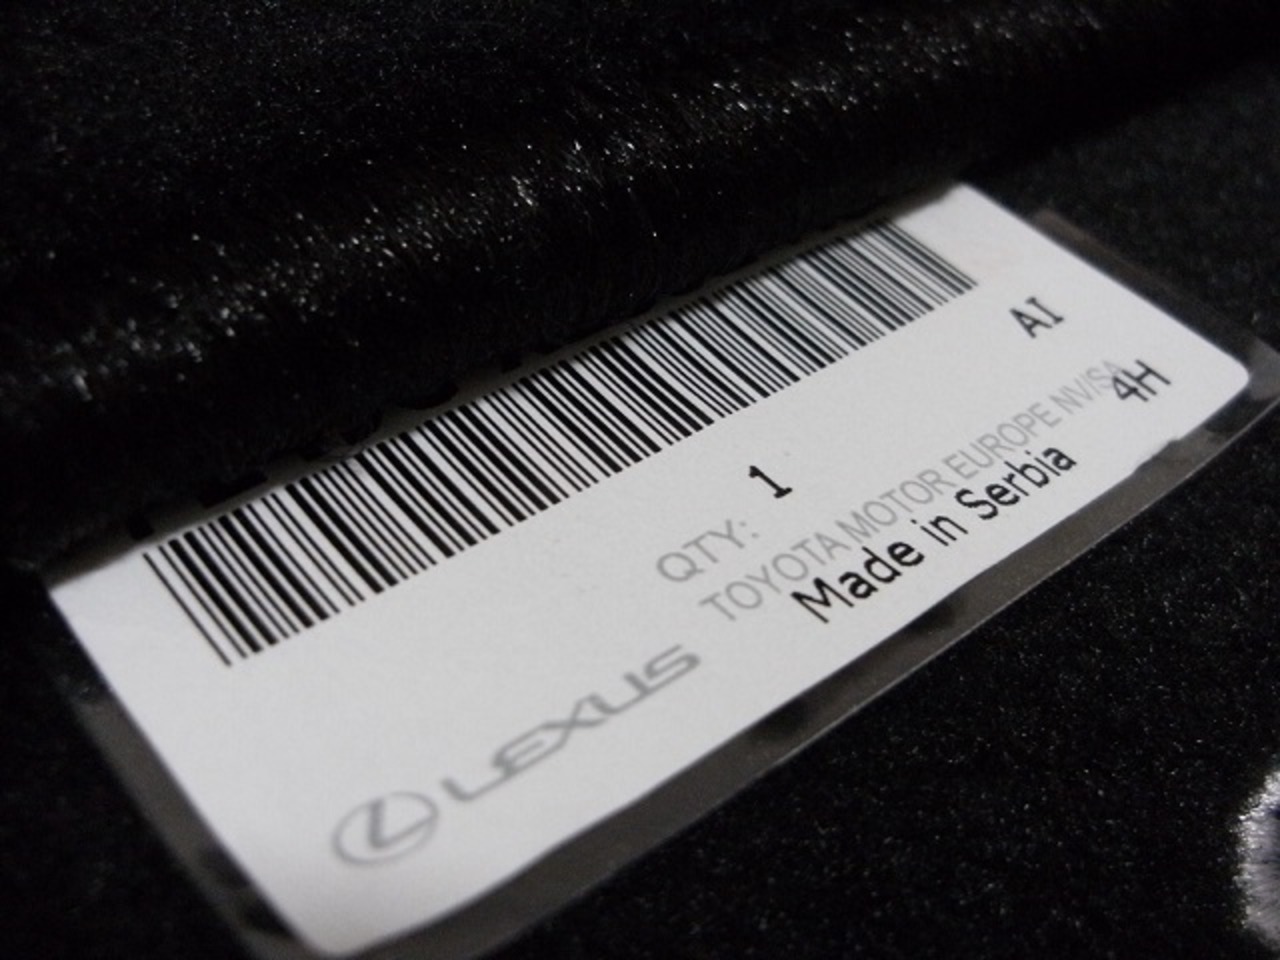 AI
QTY: 1
4H
TOYOTA MOTOR EUROPE NV/SA
Made in Serbia
LEXUS